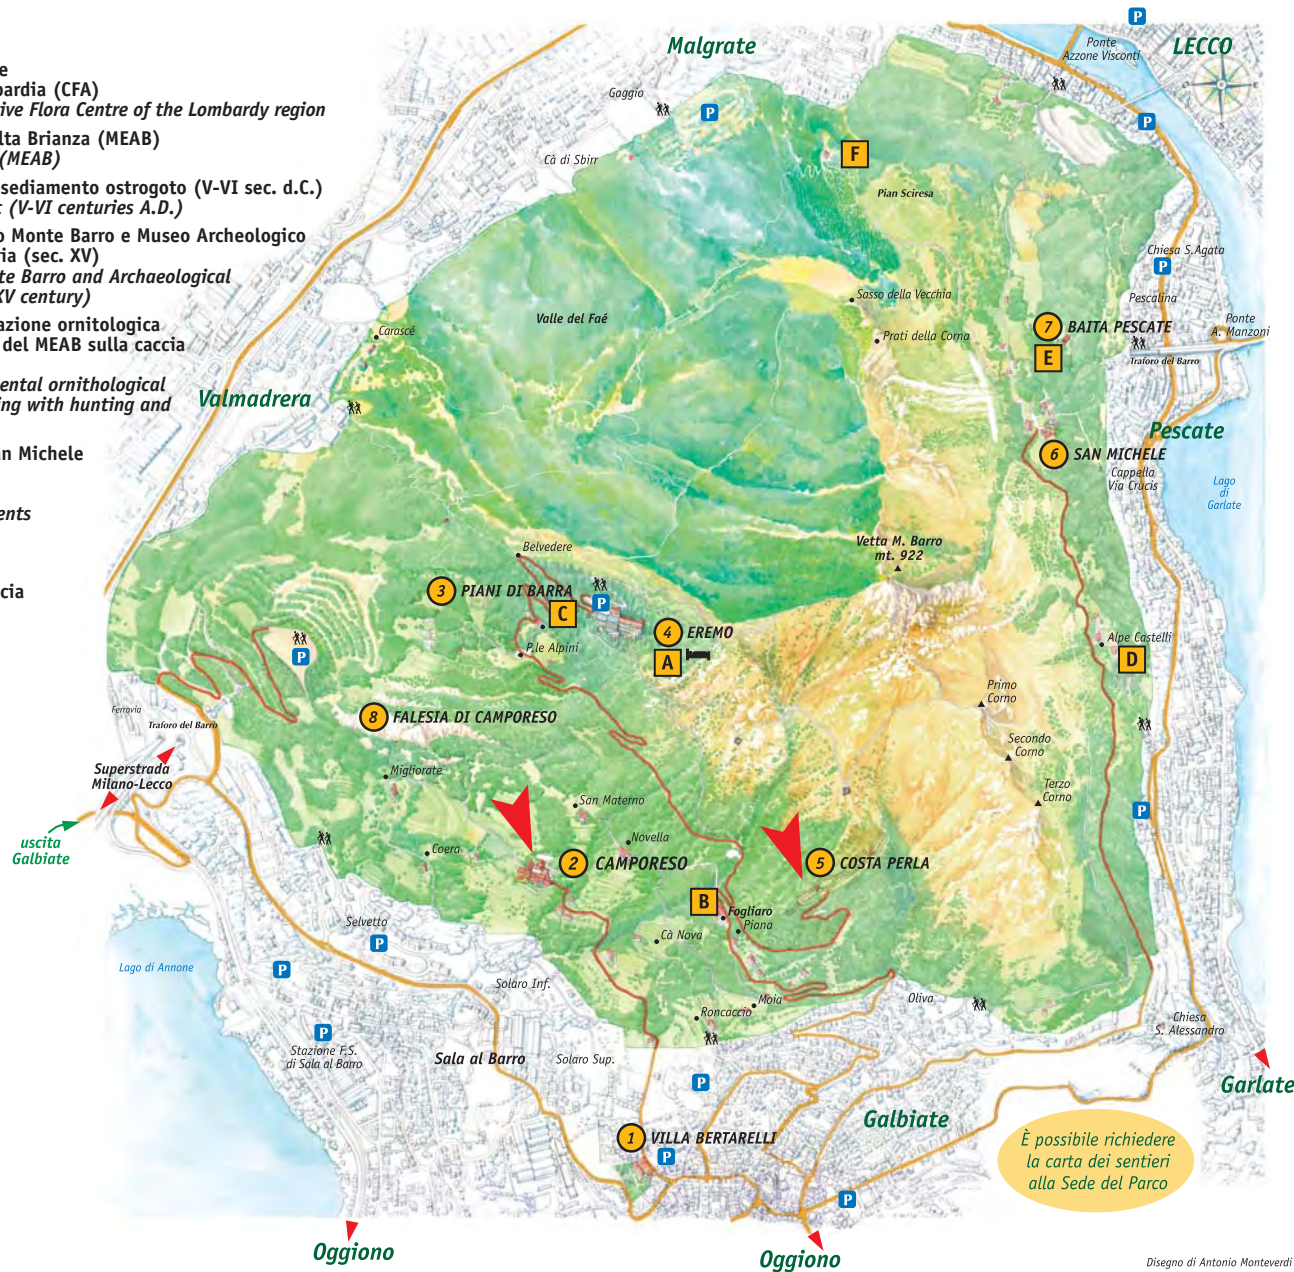 e
bardia (CFA)
ive Flora Centre of the Lombardy region
lta Brianza (MEAB)
(MEAB)
sediamento ostrogoto (V-VI sec. d.C.)
t (V-VI centuries A.D.)
o Monte Barro e Museo Archeologico
ria (sec. XV)
te Barro and Archaeological
XV century)
azione ornitologica
del MEAB sulla caccia
ental ornithological
ing with hunting and
an Michele
ents
cia
Malgrate
P
LECCO
Ponte
Azzone Visconti
Gaggio
P
P
Cà di Sbirr
F
Pian Sciresa
Chiesa S.Agata
P
Pescalina
Sasso della Vecchia
Valle del Faé
Carascé
Prati della Corna
7 BAITA PESCATE
E
Ponte
A. Manzoni
Traforo del Barro
Valmadrera
Pescate
6 SAN MICHELE
Cappella
Via Crucis
Lago
di
Garlate
Vetta M. Barro
mt. 922
Belvedere
3 PIANI DI BARRA
P
C
4 EREMO
A
P.le Alpini
P
Alpe Castelli
D
Primo
Corno
Ferrovia
Traforo del Barro
8 FALESIA DI CAMPORESO
Secondo
Corno
Superstrada
Milano-Lecco
Migliorate
Terzo
Corno
San Materno
P
uscita
Galbiate
Novella
Coera
2 CAMPORESO
5 COSTA PERLA
B
Fogliaro
Piana
Selvetto
Cà Nova
P
Lago di Annone
P
Solaro Inf.
Oliva
Moia
Roncaccio
Chiesa
S. Alessandro
P
Stazione F.S.
di Sala al Barro
Sala al Barro
Solaro Sup.
P
Garlate
Galbiate
1 VILLA BERTARELLI
P
È possibile richiedere
la carta dei sentieri
alla Sede del Parco
P
Oggiono
Oggiono
Disegno di Antonio Monteverdi